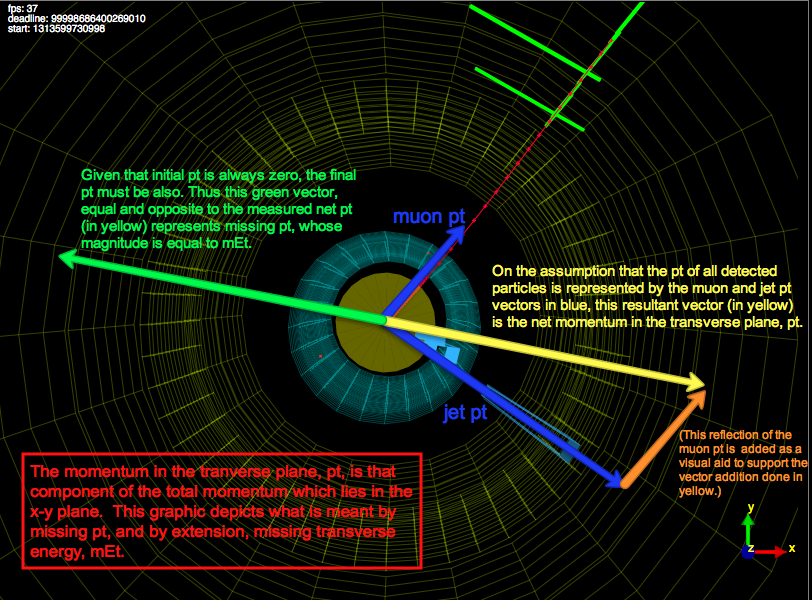 fps: 37
deadline: 99998686400269010
start: 1313599730998
Given that initial pt is always zero, the final
pt must be also. Thus this green vector,
equal and opposite to the measured net pt
(in yellow) represents missing pt, whose
magnitude is equal to mEt.
muon pt
On the assumption that the pt of all detected
particles is represented by the muon and jet pt
vectors in blue, this resultant vector (in yellow)
is the net momentum in the transverse plane, pt.
jet pt
(This reflection of the
muon pt is added as a
visual aid to support the
vector addition done in
yellow.)
The momentum in the tranverse plane, pt, is that
component of the total momentum which lies in the
x-y plane. This graphic depicts what is meant by
missing pt, and by extension, missing transverse
energy, mEt.
y
z
x